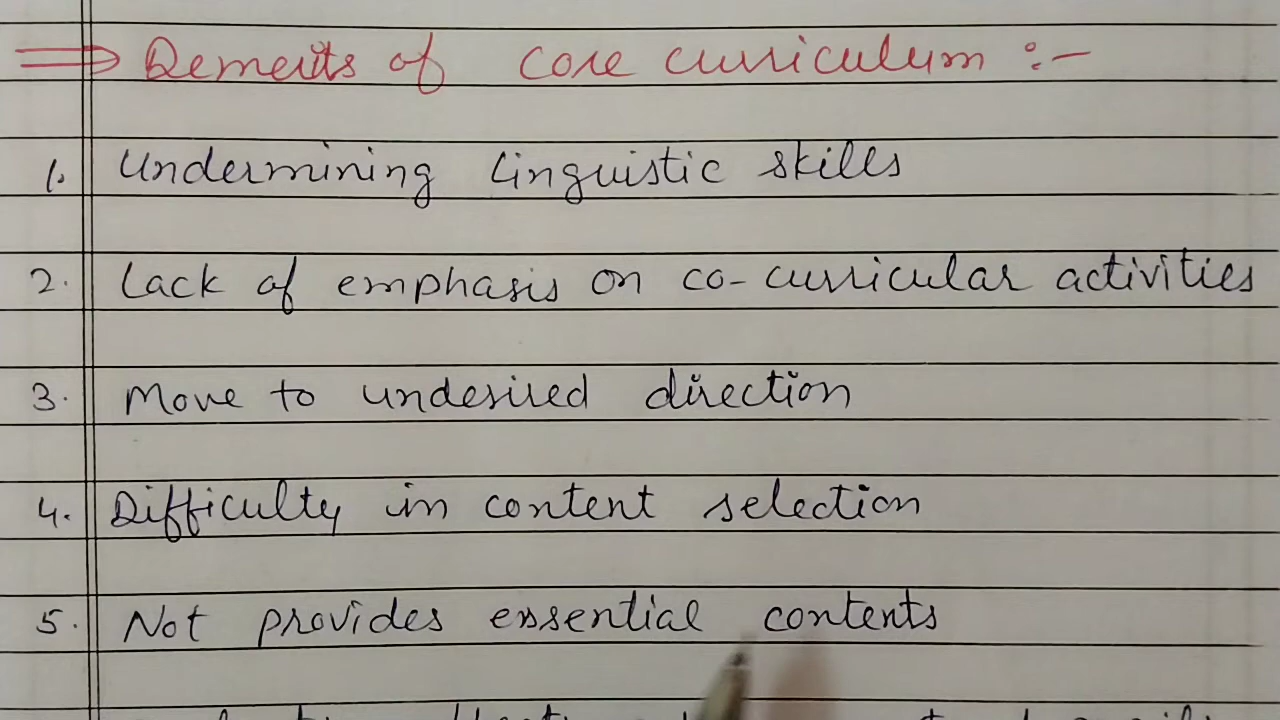 ⇒ Demerits of core curriculum :-
1. Undermining linguistic skills
2. Lack of emphasis on co-curricular activities
3. Move to undesired direction
4. Difficulty in content selection
5. Not provides essential contents